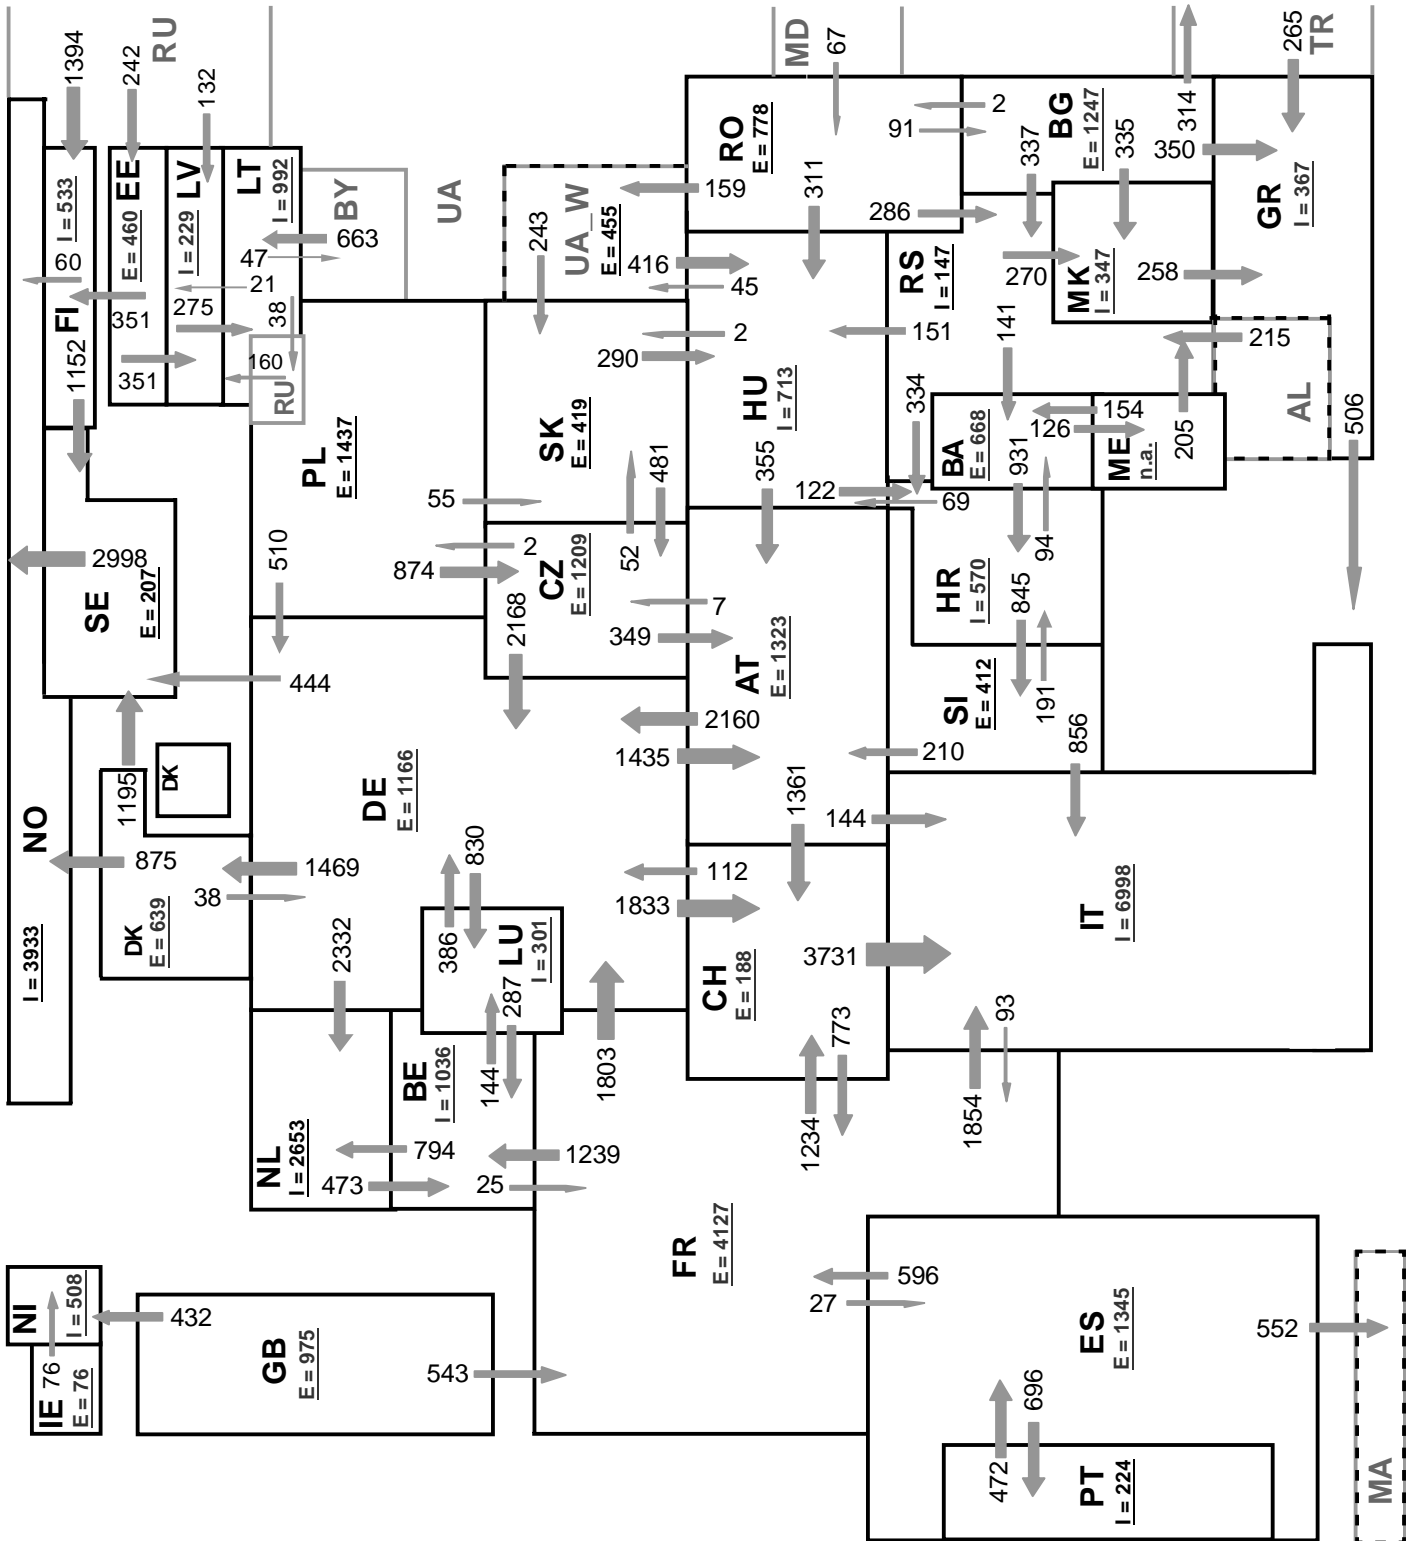 RU
MD
TR
1394
242
132
67
314
265
FI
I = 533
EE
E = 460
LV
I = 229
LT
I = 992
BY
UA
UA_W
E = 455
RO
E = 778
BG
E = 1247
GR
I = 367
60
351
351
275
47
21
663
38
160
RU
1152
243
159
416
45
311
91
2
286
337
335
350
RS
I = 147
270
MK
I = 347
258
141
215
AL
506
205
2
290
151
334
HU
I = 713
SK
E = 419
PL
E = 1437
BA
E = 668
126
154
ME
n.a.
931
94
355
122
69
481
52
55
2
874
CZ
E = 1209
510
2168
7
349
2998
SE
E = 207
444
HR
I = 570
845
191
SI
E = 412
856
AT
E = 1323
2160
1435
210
144
1361
1195
DK
NO
I = 3933
875
DK
E = 639
1469
38
DE
E = 1166
830
386
LU
I = 301
287
144
112
1833
CH
E = 188
3731
IT
I = 6998
2332
NL
I = 2653
BE
I = 1036
794
473
1239
25
1803
1234
773
1854
93
FR
E = 4127
596
27
ES
E = 1345
552
NI
I = 508
432
IE
E = 76
76
GB
E = 975
543
472
696
PT
I = 224
MA